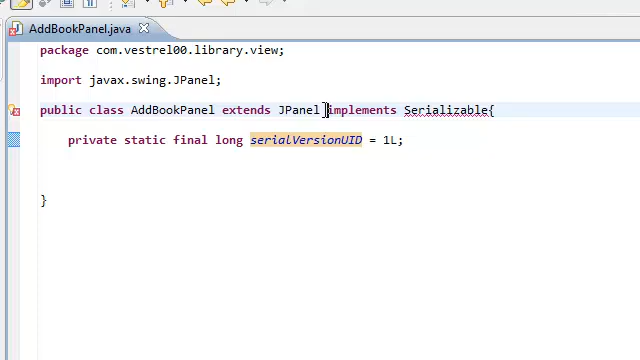 AddBookPanel.java
package com.vestrel00.library.view;
import javax.swing.JPanel;
public class AddBookPanel extends JPanel implements Serializable{
private static final long serialVersionUID = 1L;
}